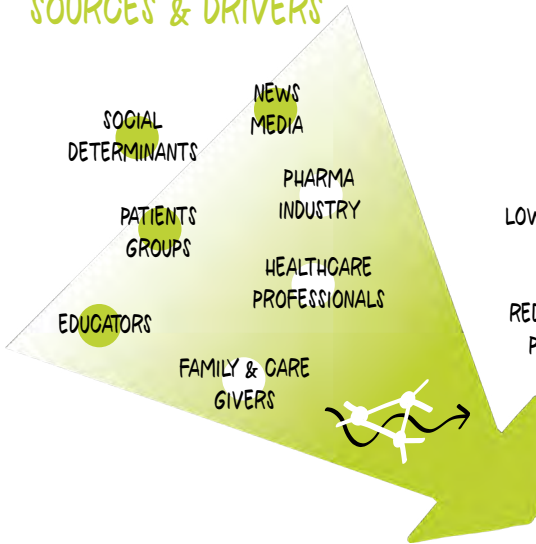 SOURCES & DRIVERS
NEWS
MEDIA
SOCIAL
DETERMINANTS
PHARMA
INDUSTRY
PATIENTS
GROUPS
HEALTHCARE
PROFESSIONALS
EDUCATORS
FAMILY & CARE
GIVERS